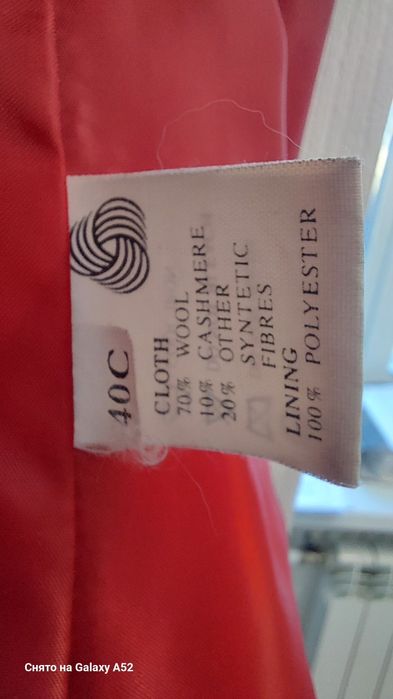 40C
CLOTH
70% WOOL
10% CASHMERE
20% OTHER
SYNTETIC
FIBRES
LINING
100% POLYESTER
Снято на Galaxy A52